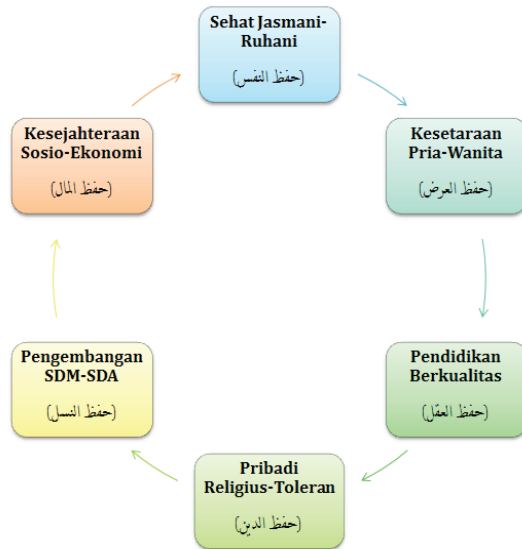 Sehat Jasmani-
Ruhani
(حفظ النفس)
Kesetaraan
Pria-Wanita
(حفظ العرض)
Pendidikan
Berkualitas
(حفظ العقل)
Pribadi
Religius-Toleran
(حفظ الدين)
Pengembangan
SDM-SDA
(حفظ النسل)
Kesejahteraan
Sosio-Ekonomi
(حفظ المال)